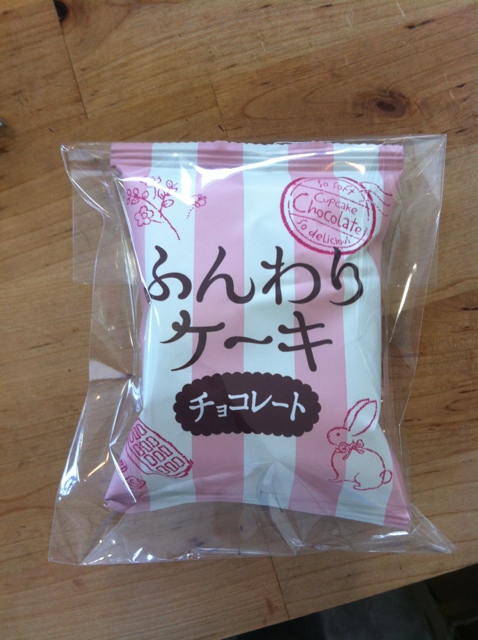 So soft
Cupcake
Chocolate
So delicious
ふんわり
ケーキ
チョコレート